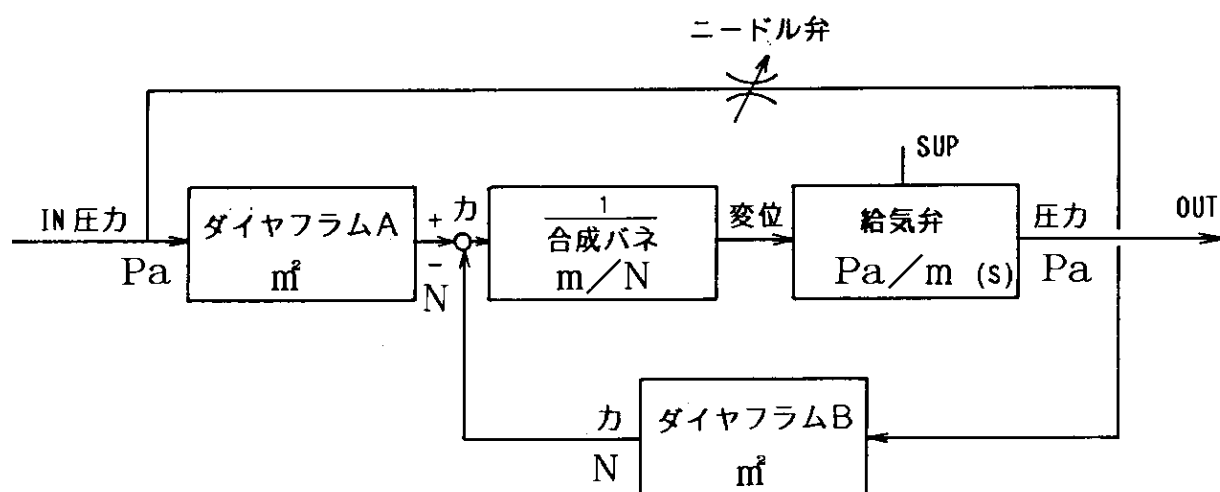 ニードル弁
SUP
IN圧力
ダイヤフラムA
+
力
1
合成バネ
変位
給気弁
圧力
OUT
Pa
m²
-
N
m/N
Pa/m (s)
Pa
力
ダイヤフラムB
N
m²